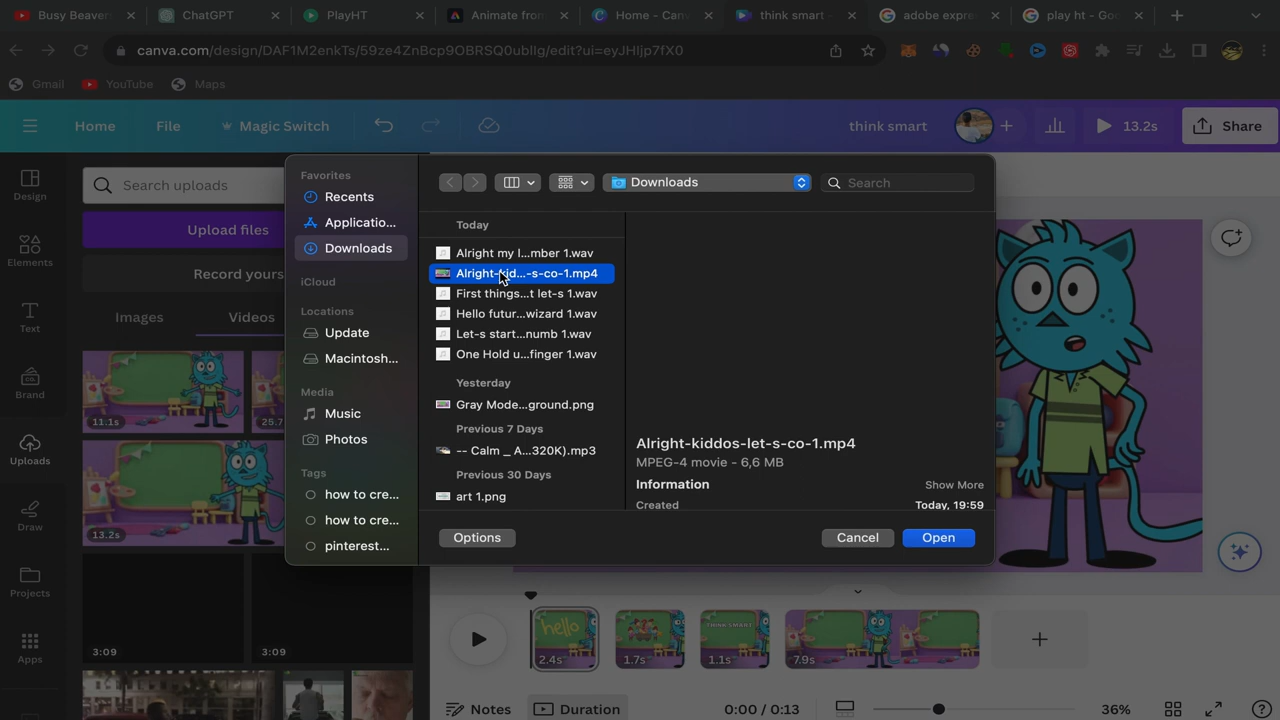 Busy Beaver
ChatGPT
PlayHT
Animate from
Home - Canv
think smart -
adobe expre
play ht - Goo
canva.com/design/DAF1M2enkTs/59ze4ZnBcp9OBRSQ0ubIIg/edit?ui=eyJHIjp7fX0
Gmail
YouTube
Maps
Home
File
Magic Switch
think smart
13.2s
Share
Design
Elements
Text
Brand
Uploads
Draw
Projects
Apps
Search uploads
Upload files
Record yours
Images
Videos
11.1s
25.7
13.2s
3:09
3:09
Favorites
Recents
Applicatio...
Downloads
iCloud
Locations
Update
Macintosh...
Media
Music
Photos
Tags
how to cre...
how to cre...
pinterest...
Downloads
Search
Today
Alright my l...mber 1.wav
Alright-kid...-s-co-1.mp4
First things...t let-s 1.wav
Hello futur...wizard 1.wav
Let-s start...numb 1.wav
One Hold u...finger 1.wav
Yesterday
Gray Mode...ground.png
Previous 7 Days
-- Calm _ A...320K).mp3
Previous 30 Days
art 1.png
Alright-kiddos-let-s-co-1.mp4
MPEG-4 movie - 6,6 MB
Information
Show More
Created
Today, 19:59
Options
Cancel
Open
hello
2.4s
1.7s
THINK SMART
1.1s
7.9s
Notes
Duration
0:00 / 0:13
36%